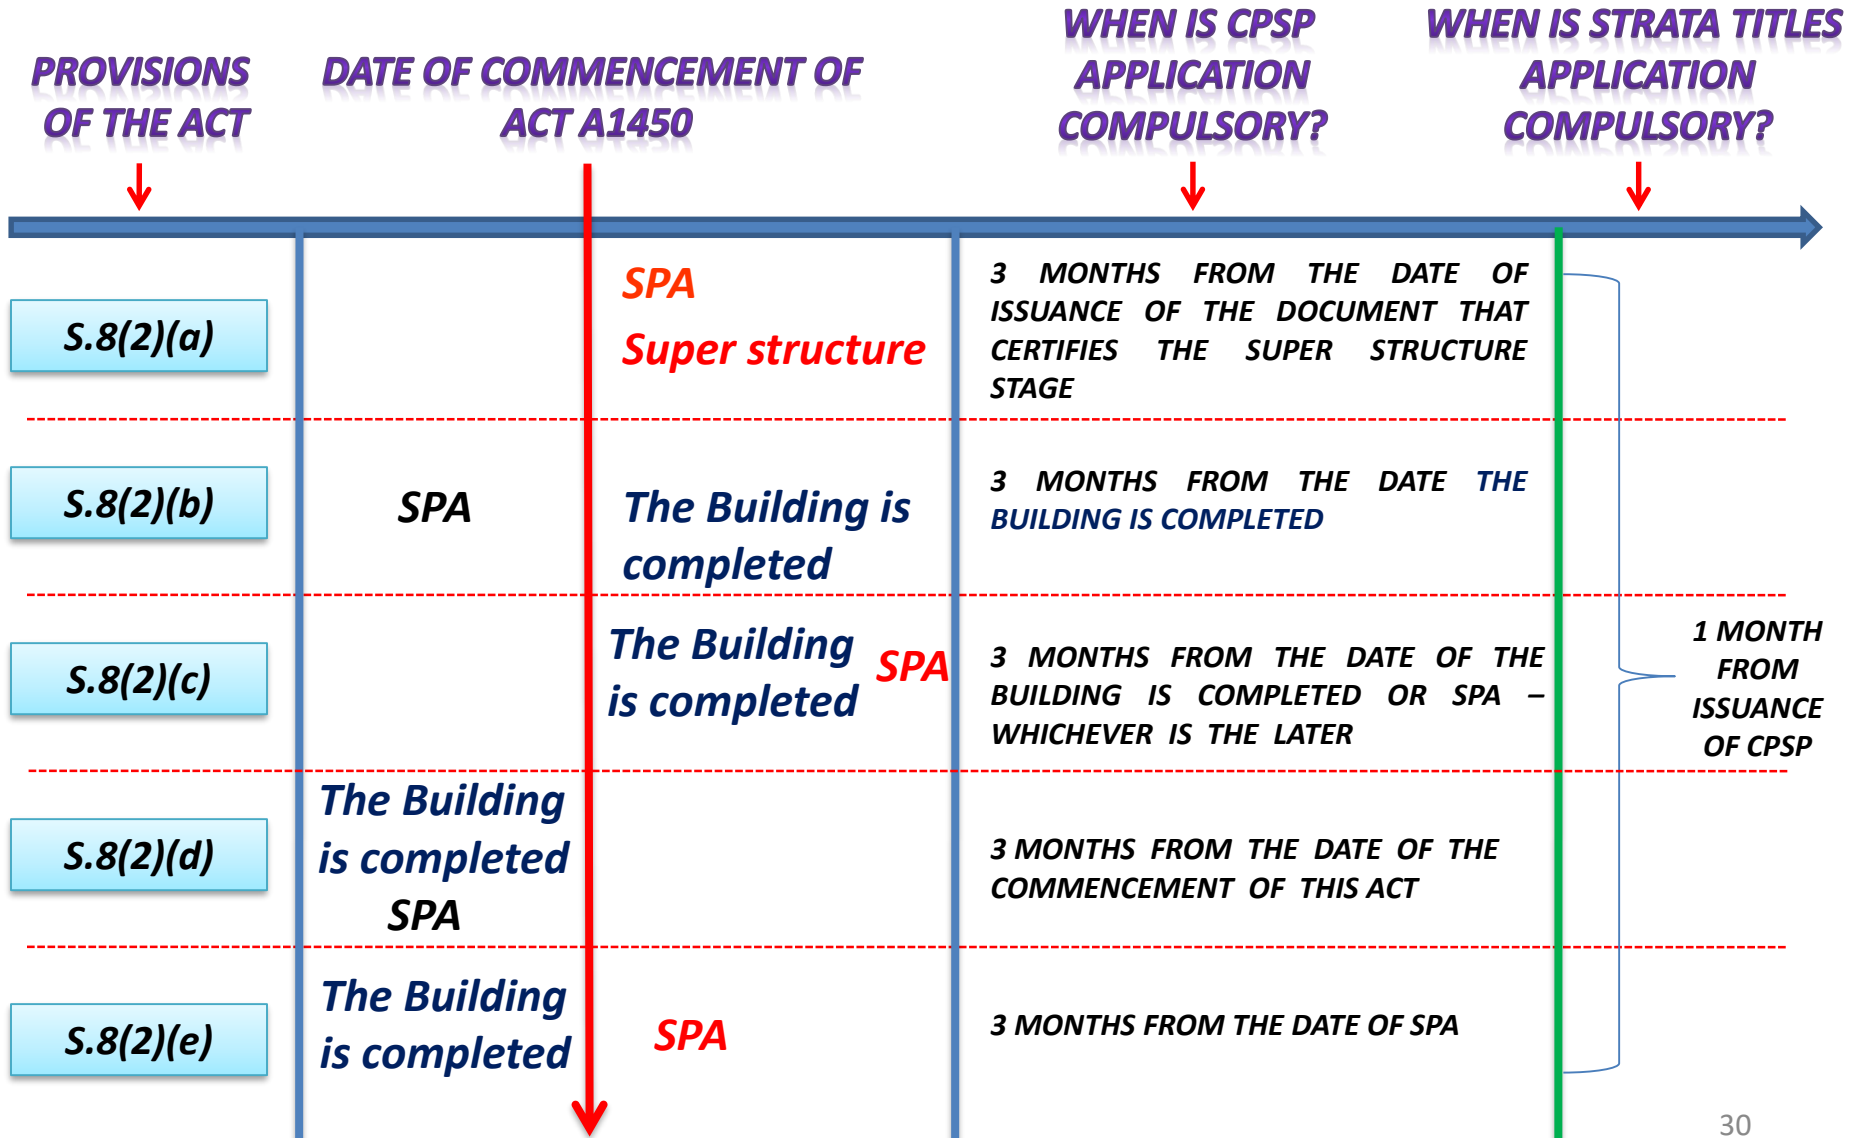 PROVISIONS
OF THE ACT
DATE OF COMMENCEMENT OF
ACT A1450
WHEN IS CPSP
APPLICATION
COMPULSORY?
WHEN IS STRATA TITLES
APPLICATION
COMPULSORY?
S.8(2)(a)
SPA
Super structure
3 MONTHS FROM THE DATE OF
ISSUANCE OF THE DOCUMENT THAT
CERTIFIES THE SUPER STRUCTURE
STAGE
S.8(2)(b)
SPA
The Building is
completed
3 MONTHS FROM THE DATE THE
BUILDING IS COMPLETED
S.8(2)(c)
The Building
is completed
SPA
3 MONTHS FROM THE DATE OF THE
BUILDING IS COMPLETED OR SPA –
WHICHEVER IS THE LATER
1 MONTH
FROM
ISSUANCE
OF CPSP
S.8(2)(d)
The Building
is completed
SPA
3 MONTHS FROM THE DATE OF THE
COMMENCEMENT OF THIS ACT
S.8(2)(e)
The Building
is completed
SPA
3 MONTHS FROM THE DATE OF SPA
30